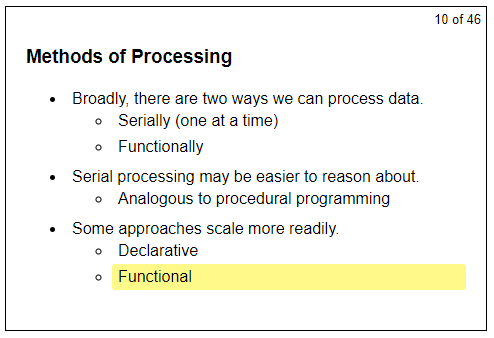 10 of 46
Methods of Processing
• Broadly, there are two ways we can process data.
◦ Serially (one at a time)
◦ Functionally
• Serial processing may be easier to reason about.
◦ Analogous to procedural programming
• Some approaches scale more readily.
◦ Declarative
◦ Functional